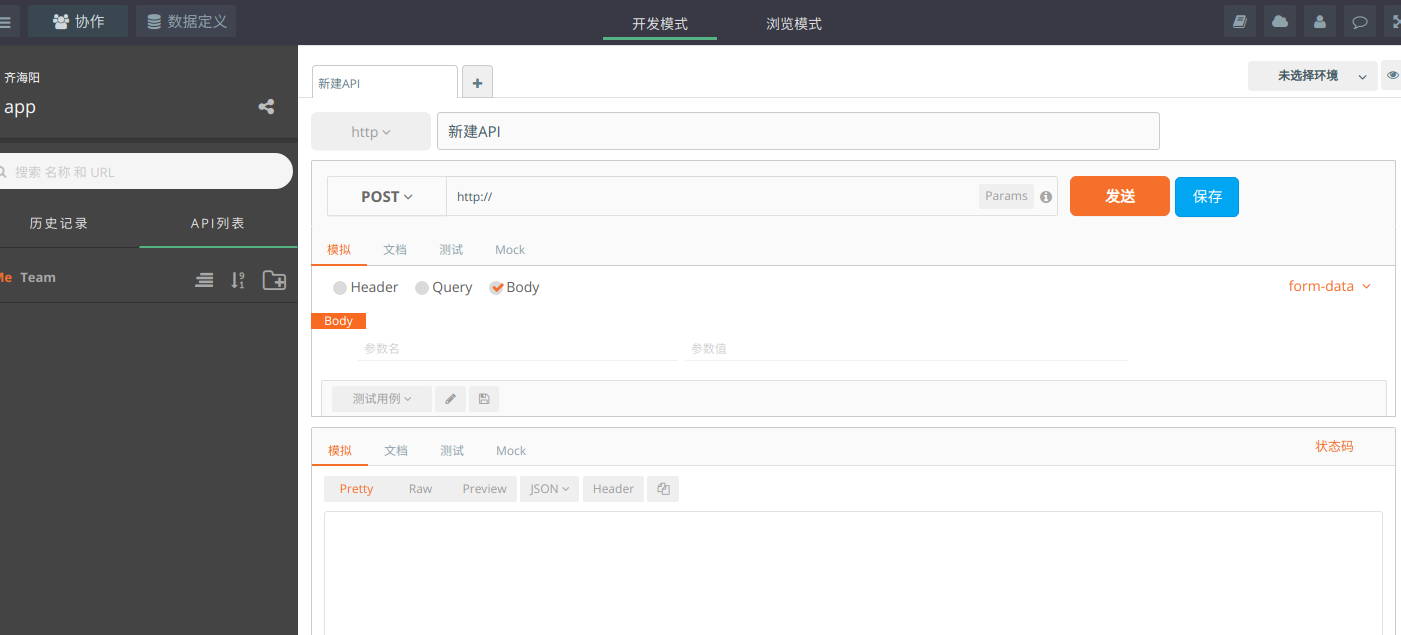 协作 数据定义 开发模式 浏览模式
齐海阳
app
搜索 名称 和 URL
历史记录 API列表
Me Team
新建API + 未选择环境
http 新建API
POST http:// Params 发送 保存
模拟 文档 测试 Mock
Header Query Body form-data
Body
参数名 参数值
测试用例
模拟 文档 测试 Mock 状态码
Pretty Raw Preview JSON Header